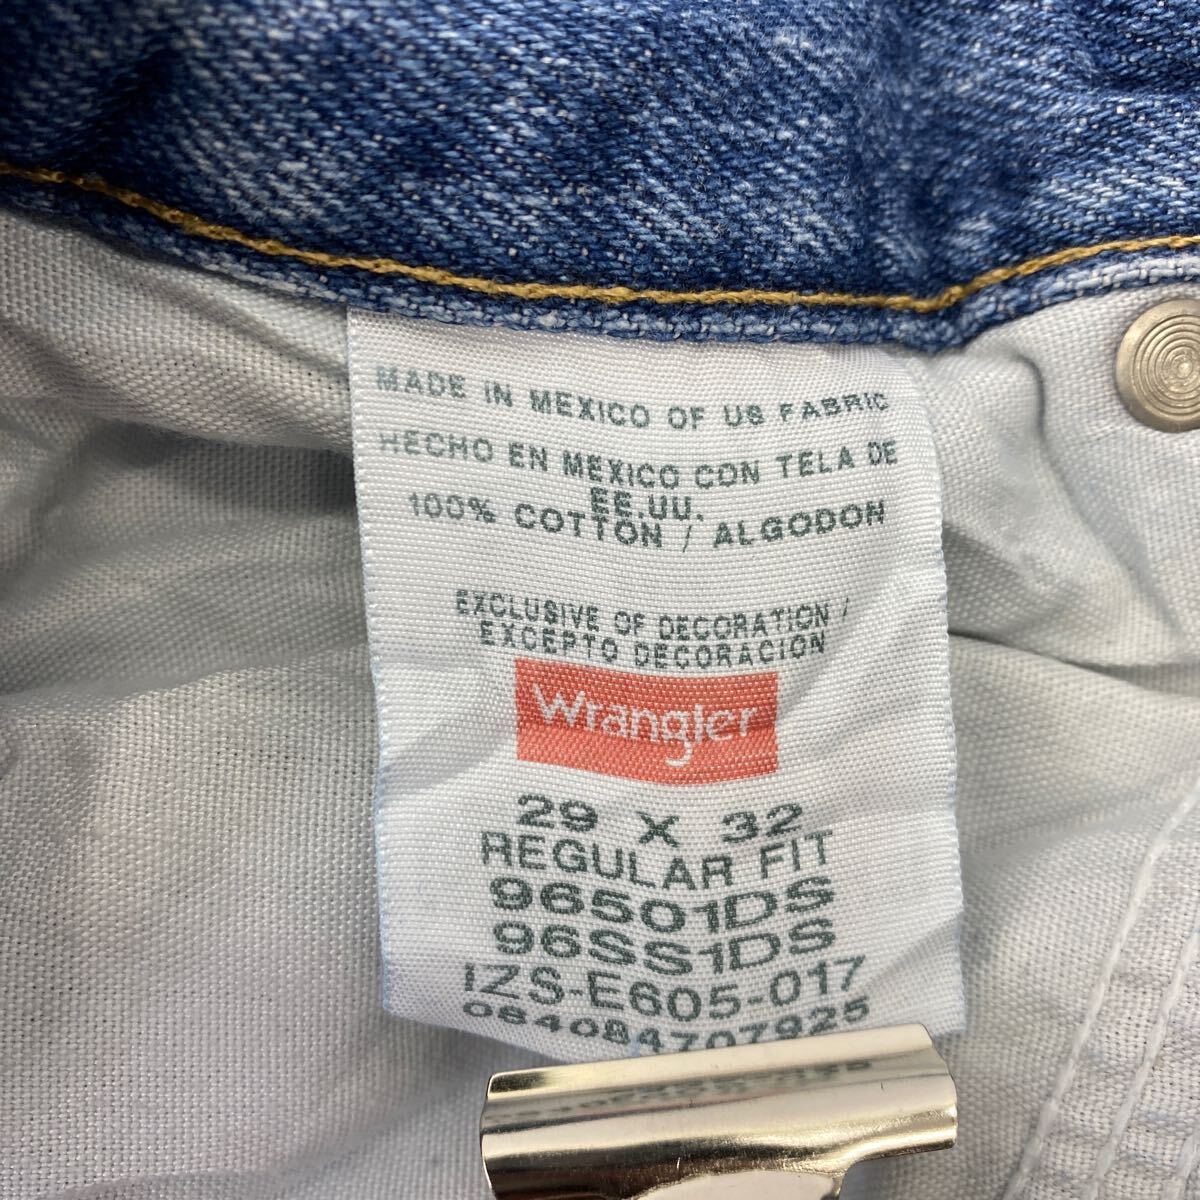 MADE IN MEXICO OF US FABRIC
HECHO EN MEXICO CON TELA DE
EE.UU.
100% COTTON / ALGODON
EXCLUSIVE OF DECORATION /
EXCEPTO DECORACION
Wrangler
29 X 32
REGULAR FIT
96501DS
96SS1DS
IZS-E605-017
084084707925